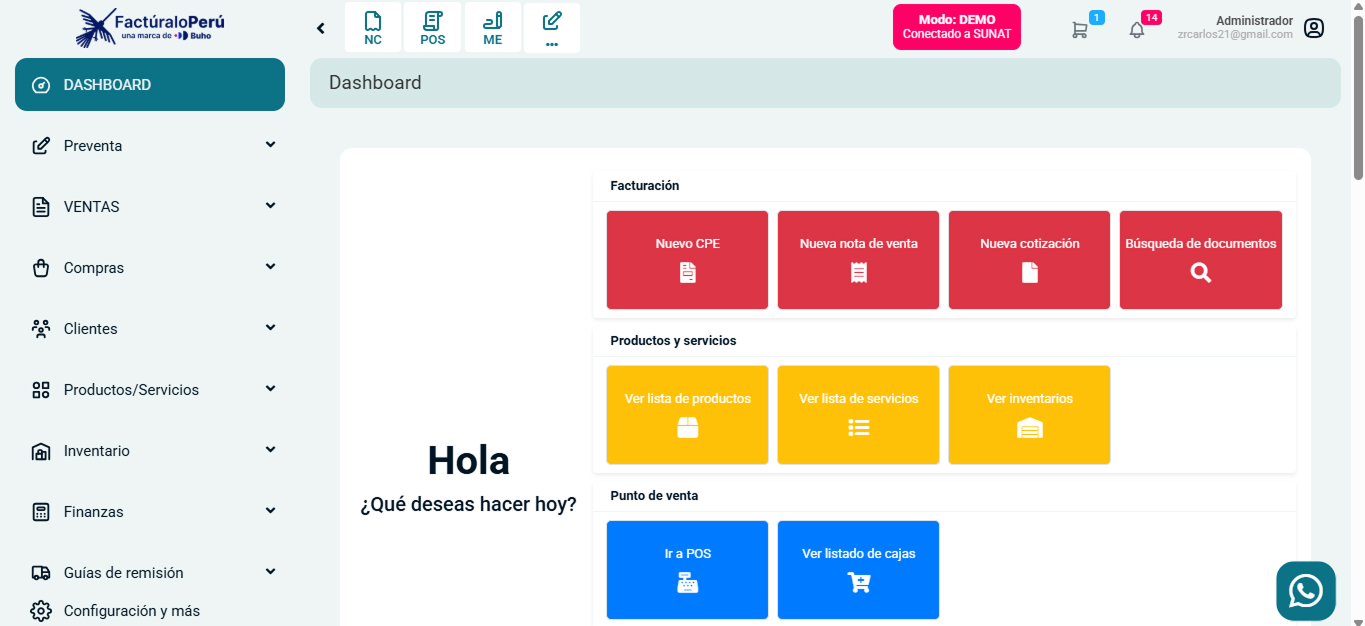 FactúraloPerú
una marca de Buho
NC
POS
ME
...
Modo: DEMO
Conectado a SUNAT
1
14
Administrador
zrcarlos21@gmail.com
DASHBOARD
Preventa
VENTAS
Compras
Clientes
Productos/Servicios
Inventario
Finanzas
Guías de remisión
Configuración y más
Dashboard
Hola
¿Qué deseas hacer hoy?
Facturación
Nuevo CPE
Nueva nota de venta
Nueva cotización
Búsqueda de documentos
Productos y servicios
Ver lista de productos
Ver lista de servicios
Ver inventarios
Punto de venta
Ir a POS
Ver listado de cajas